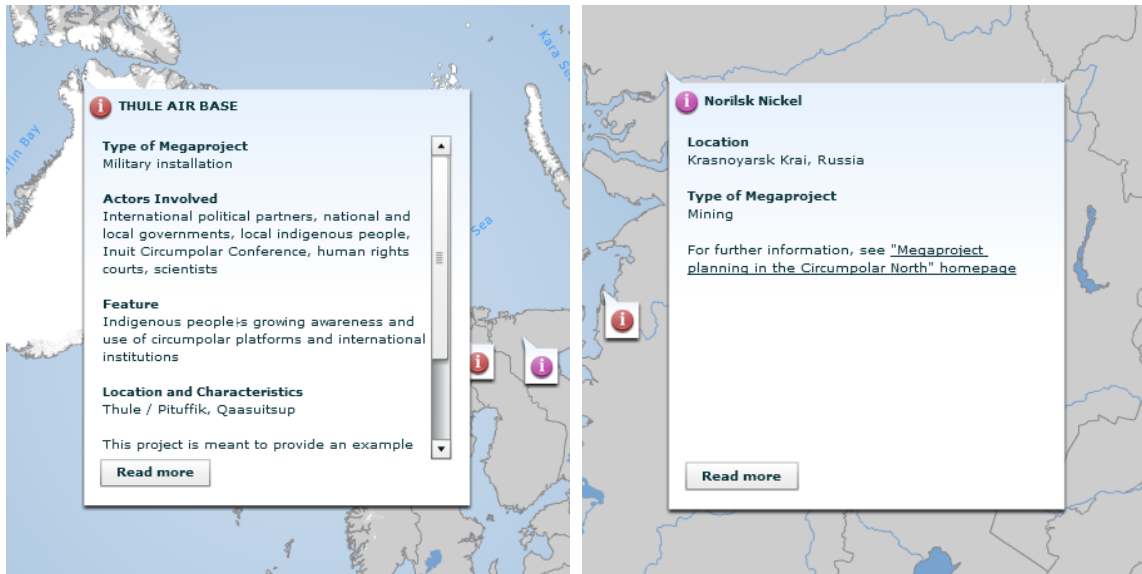 Kara Se
ffin Bay
Sea
THULE AIR BASE
Type of Megaproject
Military installation
Actors Involved
International political partners, national and
local governments, local indigenous people,
Inuit Circumpolar Conference, human rights
courts, scientists
Feature
Indigenous people¦s growing awareness and
use of circumpolar platforms and international
institutions
Location and Characteristics
Thule / Pituffik, Qaasuitsup
This project is meant to provide an example
Read more
Norilsk Nickel
Location
Krasnoyarsk Krai, Russia
Type of Megaproject
Mining
For further information, see "Megaproject
planning in the Circumpolar North" homepage
Read more